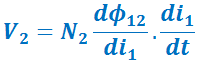 V₂ = N₂ dϕ₁₂/di₁ . di₁/dt